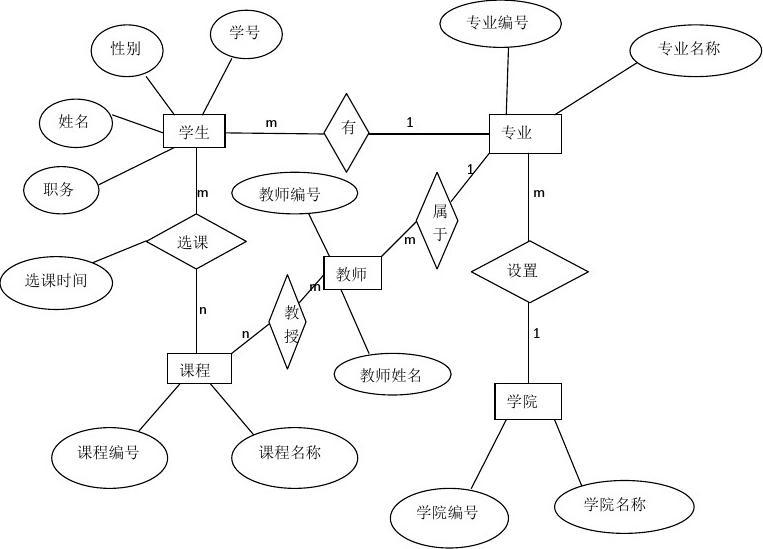 学号
专业编号
性别
专业名称
姓名
学生
m
有
1
专业
职务
教师编号
1
m
属
于
m
选课
m
设置
选课时间
教师
教
授
m
n
n
1
课程
教师姓名
学院
课程编号
课程名称
学院编号
学院名称